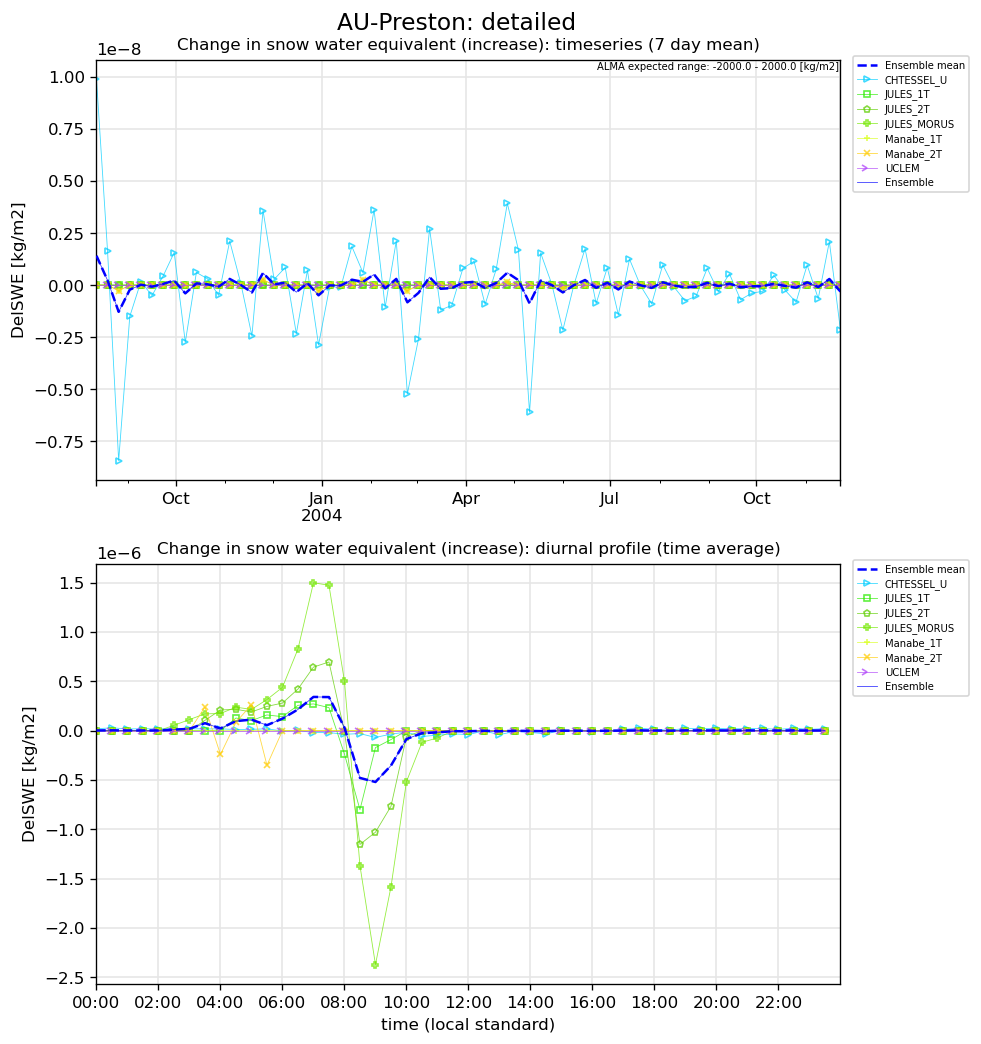 AU-Preston: detailed
Change in snow water equivalent (increase): timeseries (7 day mean)
1e−8
ALMA expected range: -2000.0 - 2000.0 [kg/m2]
1.00
0.75
0.50
0.25
0.00
−0.25
−0.50
−0.75
DelSWE [kg/m2]
Oct
Jan
2004
Apr
Jul
Oct
Ensemble mean
CHTESSEL_U
JULES_1T
JULES_2T
JULES_MORUS
Manabe_1T
Manabe_2T
UCLEM
Ensemble
Change in snow water equivalent (increase): diurnal profile (time average)
1e−6
1.5
1.0
0.5
0.0
−0.5
−1.0
−1.5
−2.0
−2.5
DelSWE [kg/m2]
00:00
02:00
04:00
06:00
08:00
10:00
12:00
14:00
16:00
18:00
20:00
22:00
time (local standard)
Ensemble mean
CHTESSEL_U
JULES_1T
JULES_2T
JULES_MORUS
Manabe_1T
Manabe_2T
UCLEM
Ensemble